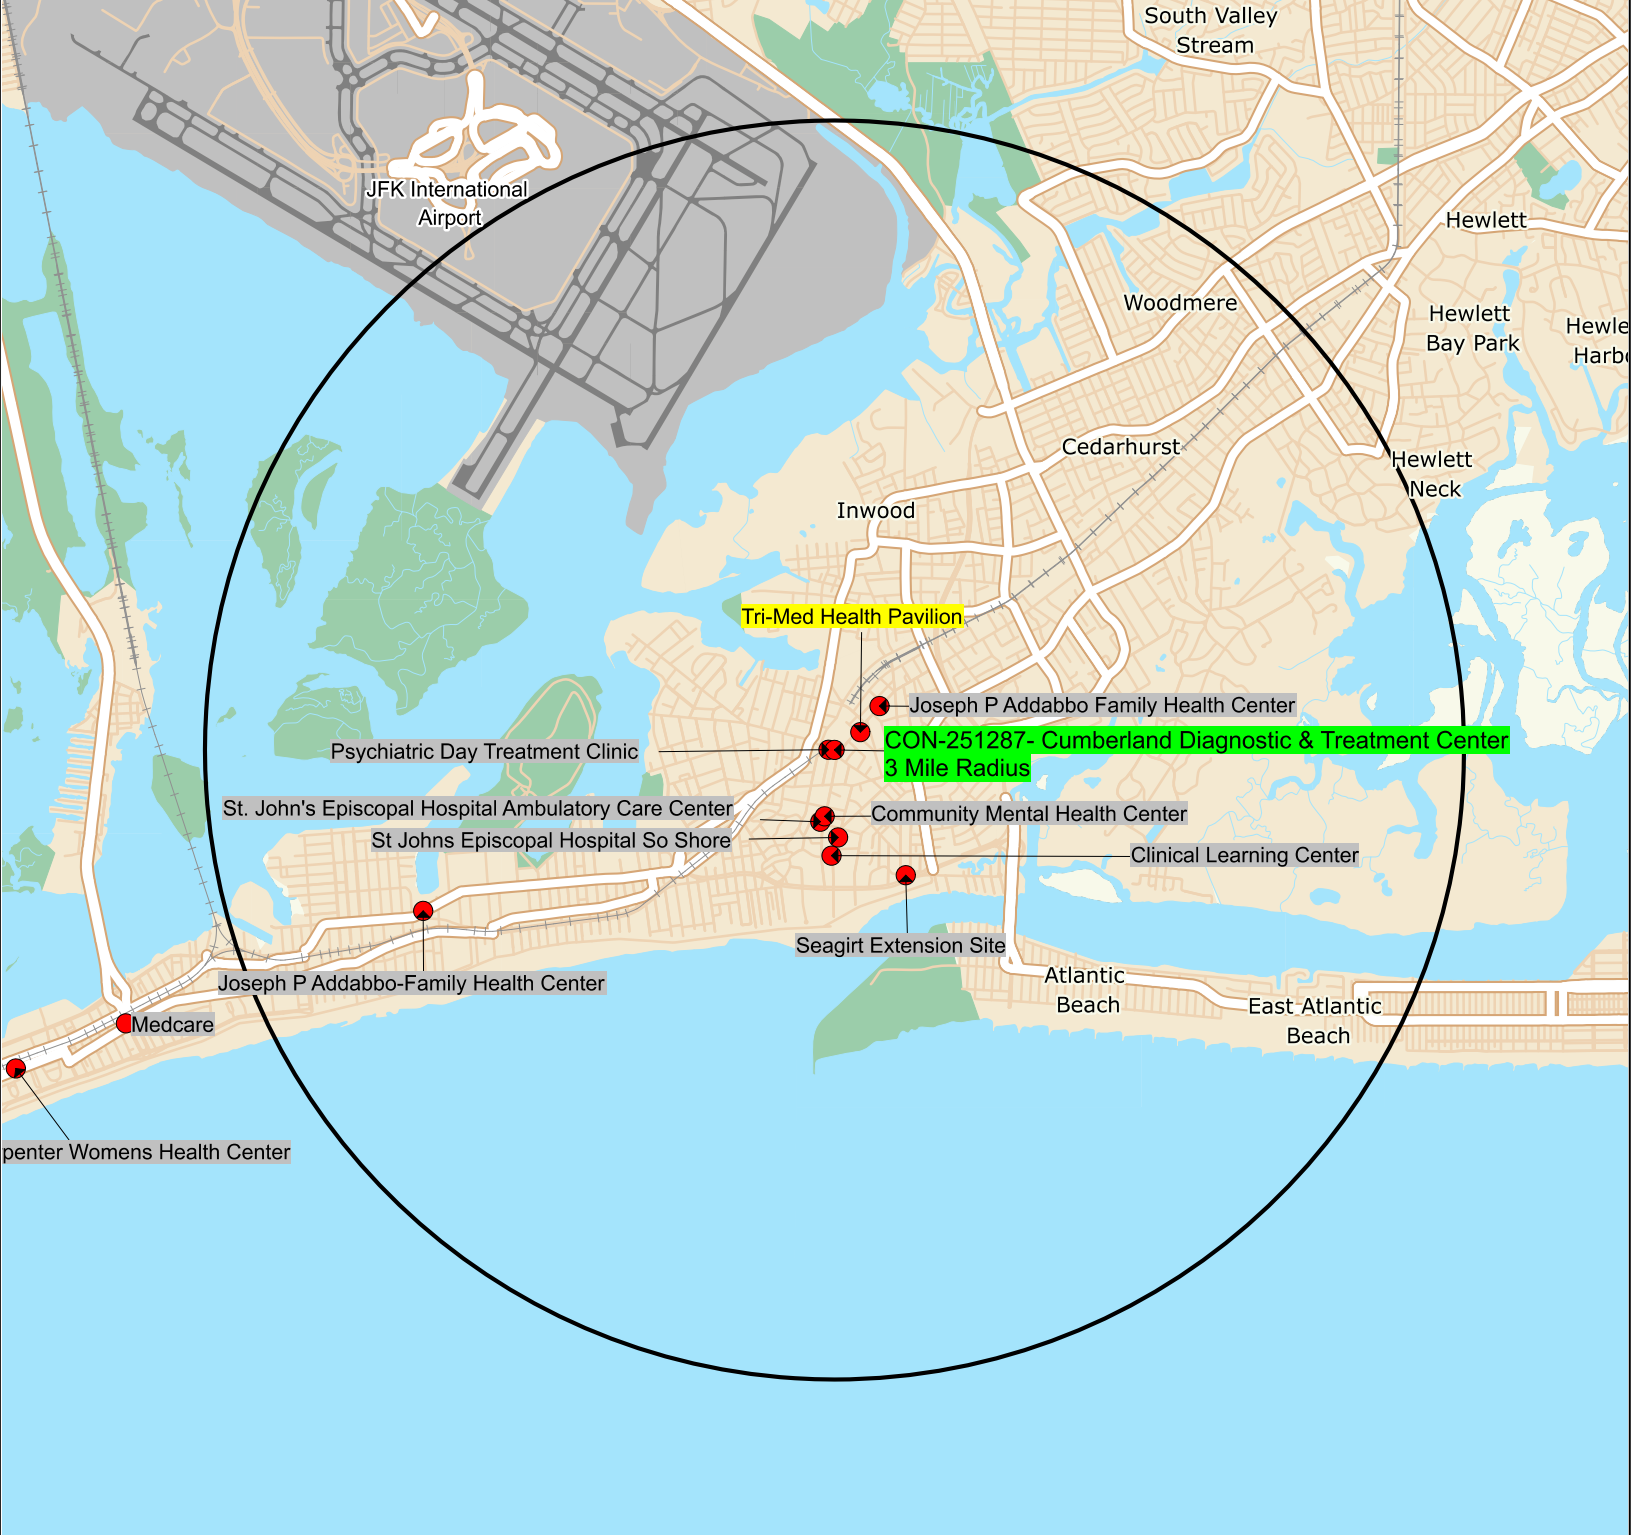 South Valley
Stream
JFK International
Airport
Hewlett
Woodmere
Hewlett
Bay Park
Hewle
Harbo
Cedarhurst
Hewlett
Neck
Inwood
Tri-Med Health Pavilion
Joseph P Addabbo Family Health Center
CON-251287- Cumberland Diagnostic & Treatment Center
3 Mile Radius
Psychiatric Day Treatment Clinic
St. John's Episcopal Hospital Ambulatory Care Center
Community Mental Health Center
St Johns Episcopal Hospital So Shore
Clinical Learning Center
Seagirt Extension Site
Joseph P Addabbo-Family Health Center
Atlantic
Beach
East Atlantic
Beach
Medcare
penter Womens Health Center